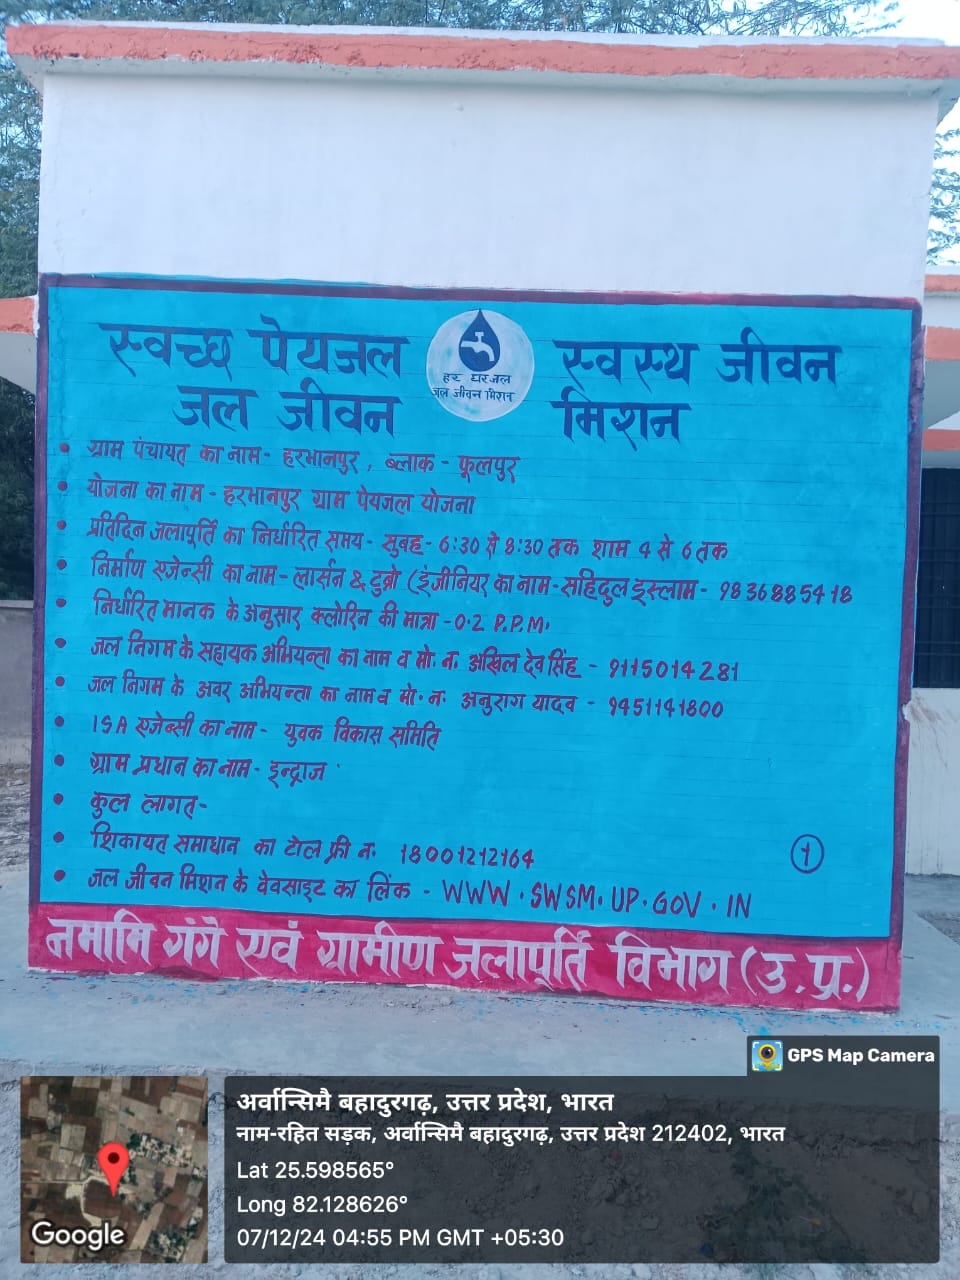 स्वच्छ पेयजल स्वस्थ जीवन
हर घर जल
जल जीवन मिशन
जल जीवन मिशन
• ग्राम पंचायत का नाम- हरभानपुर, ब्लाक - फूलपुर
• योजना का नाम - हरभानपुर ग्राम पेयजल योजना
• प्रतिदिन जलापूर्ति का निर्धारित समय- सुबह- 6:30 से 8:30 तक शाम 4 से 6 तक
• निर्माण एजेन्सी का नाम- लार्सन & टुब्रो (इंजीनियर का नाम-सहिदुल इस्लाम- 9836885418
• निर्धारित मानक के अनुसार क्लोरिन की मात्रा -0.2 P.P.M.
• जल निगम के सहायक अभियन्ता का नाम व मो. न. अखिल देव सिंह - 9115014281
• जल निगम के अवर अभियन्ता का नाम व मो. न. अनुराग यादव - 9451141800
• ISA एजेन्सी का नाम- युवक विकास समिति
• ग्राम प्रधान का नाम- इन्द्राज
• कुल लागत-
• शिकायत समाधान का टोल फ्री न. 18001212164
1
• जल जीवन मिशन के वेवसाइट का लिंक - WWW.SWSM.UP.GOV.IN
नमामि गंगे एवं ग्रामीण जलापूर्ति विभाग (उ.प्र.)
GPS Map Camera
अर्वान्सिमै बहादुरगढ़, उत्तर प्रदेश, भारत
नाम-रहित सड़क, अर्वान्सिमै बहादुरगढ़, उत्तर प्रदेश 212402, भारत
Lat 25.598565°
Long 82.128626°
07/12/24 04:55 PM GMT +05:30
Google